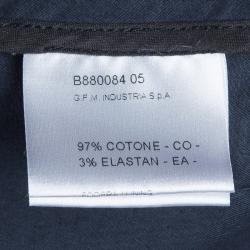 B880084 05
G.P.M. INDUSTRIA S.p.A.
97% COTONE - CO -
3% ELASTAN - EA -